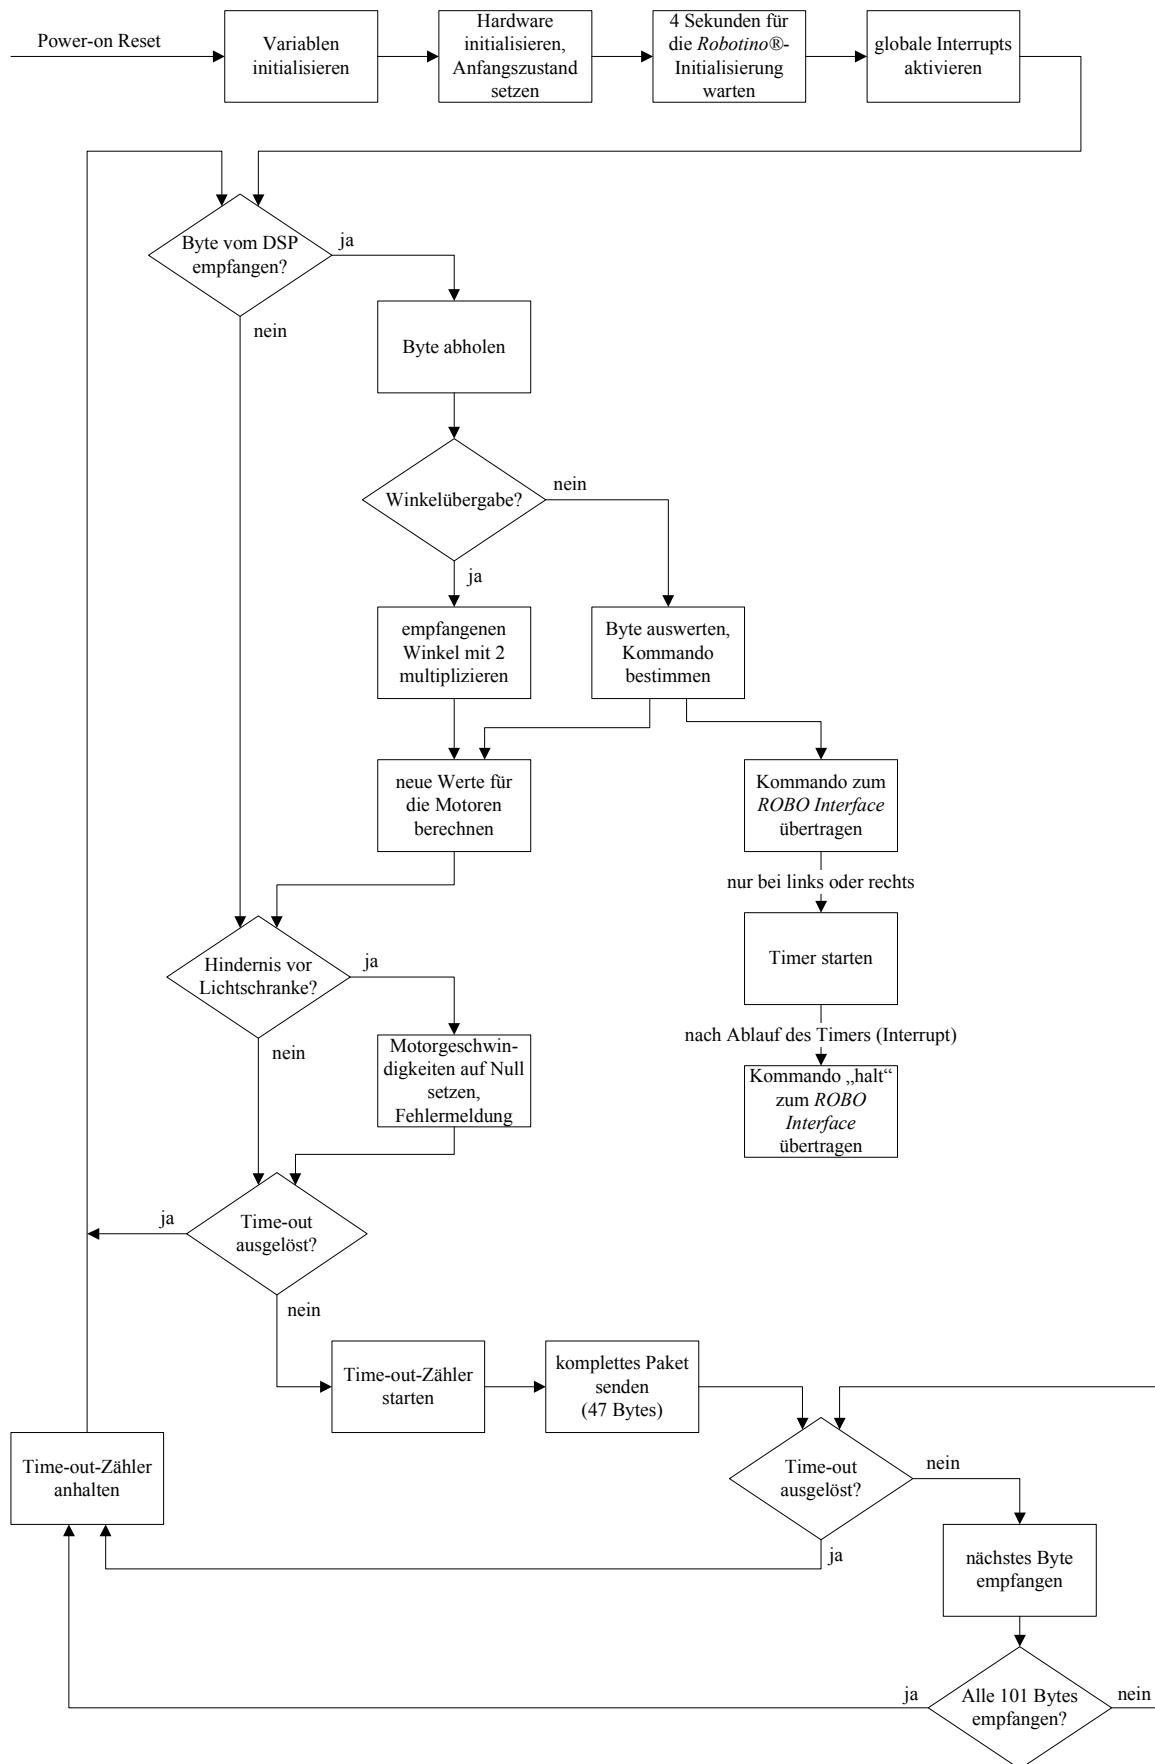 Power-on Reset
Variablen
initialisieren
Hardware
initialisieren,
Anfangszustand
setzen
4 Sekunden für
die Robotino®-
Initialisierung
warten
globale Interrupts
aktivieren
Byte vom DSP
empfangen?
ja
nein
Byte abholen
Winkelübergabe?
nein
ja
empfangenen
Winkel mit 2
multiplizieren
Byte auswerten,
Kommando
bestimmen
neue Werte für
die Motoren
berechnen
Kommando zum
ROBO Interface
übertragen
nur bei links oder rechts
Timer starten
nach Ablauf des Timers (Interrupt)
Kommando „halt“
zum ROBO
Interface
übertragen
Hindernis vor
Lichtschranke?
ja
nein
Motorgeschwin-
digkeiten auf Null
setzen,
Fehlermeldung
Time-out
ausgelöst?
ja
nein
Time-out-Zähler
starten
komplettes Paket
senden
(47 Bytes)
Time-out
ausgelöst?
nein
ja
Time-out-Zähler
anhalten
nächstes Byte
empfangen
Alle 101 Bytes
empfangen?
ja
nein